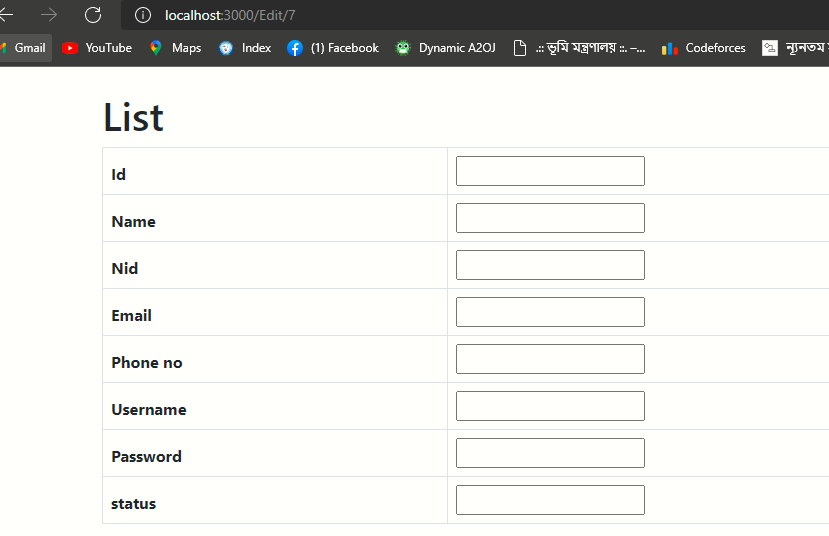 localhost:3000/Edit/7
Gmail YouTube Maps Index (1) Facebook Dynamic A2OJ .:: ভূমি মন্ত্রণালয় ::. –... Codeforces ন্যূনতম
List
Id
Name
Nid
Email
Phone no
Username
Password
status